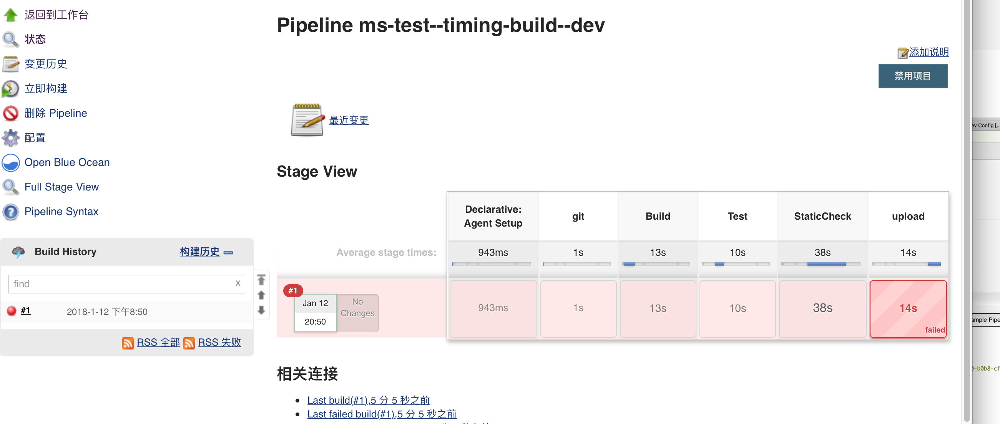 返回到工作台
状态
变更历史
立即构建
删除 Pipeline
配置
Open Blue Ocean
Full Stage View
Pipeline Syntax
Build History 构建历史
find x
#1 2018-1-12 下午8:50
RSS 全部 RSS 失败
Pipeline ms-test--timing-build--dev
添加说明
禁用项目
最近变更
Stage View
Declarative:
Agent Setup
git
Build
Test
StaticCheck
upload
Average stage times:
943ms 1s 13s 10s 38s 14s
#1
Jan 12
20:50
No
Changes
943ms 1s 13s 10s 38s 14s
failed
相关连接
Last build(#1),5 分 5 秒之前
Last failed build(#1),5 分 5 秒之前
ev Config [...
ample Pipe
-b0b8-cf